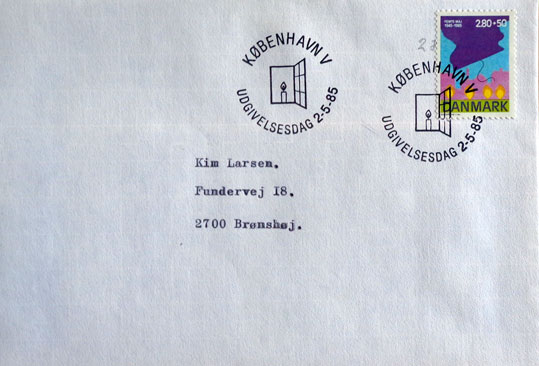 KØBENHAVN V
UDGIVELSESDAG 2-5-85
2.80+50
DANMARK
KØBENHAVN V
UDGIVELSESDAG 2-5-85
Kim Larsen.
Fundervej 18.
2700 Brønshøj.